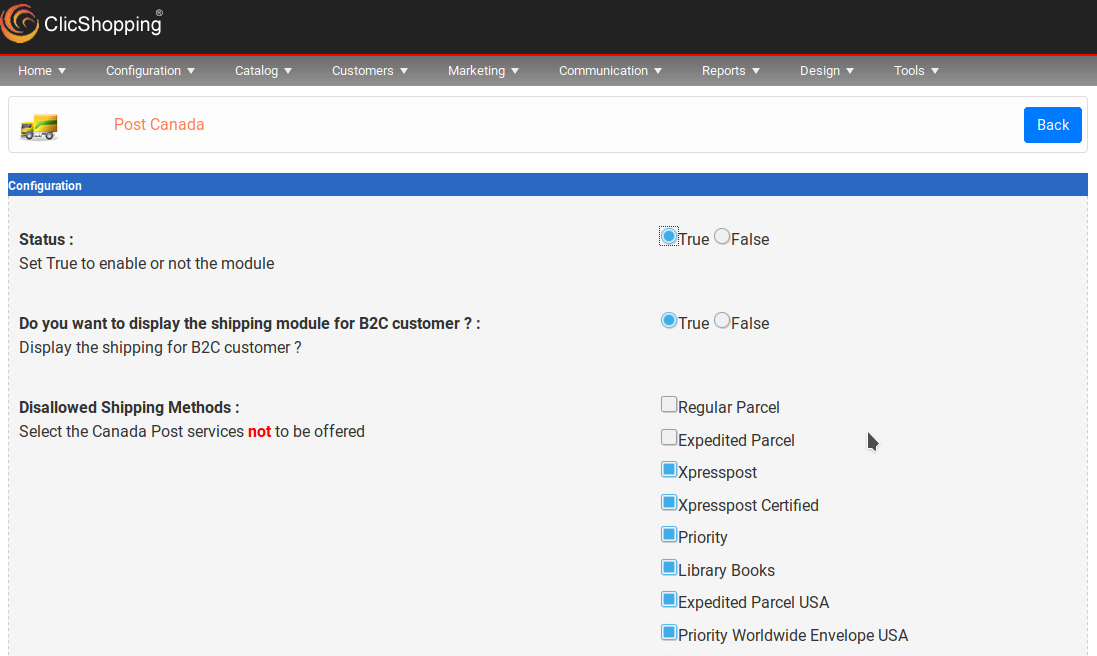 ClicShopping®
Home Configuration Catalog Customers Marketing Communication Reports Design Tools
Post Canada
Back
Configuration
Status :
True False
Set True to enable or not the module
Do you want to display the shipping module for B2C customer ? :
True False
Display the shipping for B2C customer ?
Disallowed Shipping Methods :
Select the Canada Post services not to be offered
Regular Parcel
Expedited Parcel
Xpresspost
Xpresspost Certified
Priority
Library Books
Expedited Parcel USA
Priority Worldwide Envelope USA